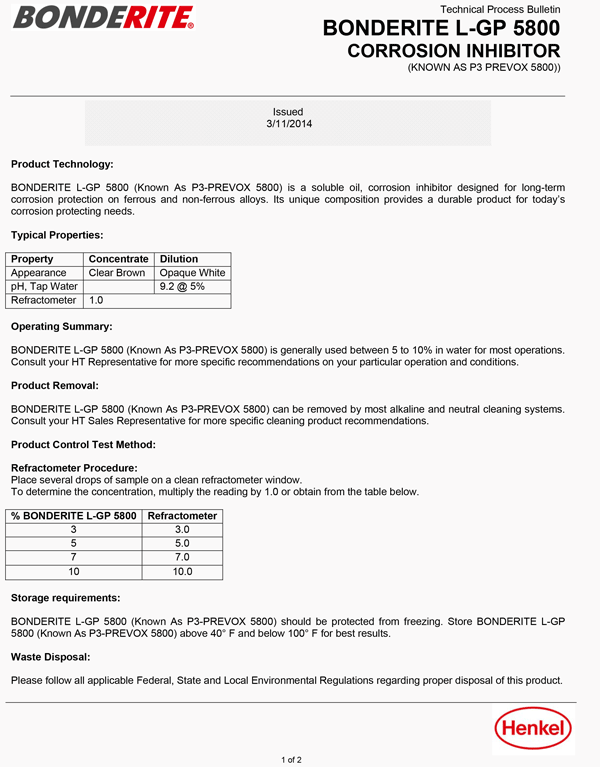 BONDERITE®
Technical Process Bulletin
BONDERITE L-GP 5800
CORROSION INHIBITOR
(KNOWN AS P3 PREVOX 5800))
Issued
3/11/2014
Product Technology:
BONDERITE L-GP 5800 (Known As P3-PREVOX 5800) is a soluble oil, corrosion inhibitor designed for long-term
corrosion protection on ferrous and non-ferrous alloys. Its unique composition provides a durable product for today's
corrosion protecting needs.
Typical Properties:
Property Concentrate Dilution
Appearance Clear Brown Opaque White
pH, Tap Water 9.2 @ 5%
Refractometer 1.0
Operating Summary:
BONDERITE L-GP 5800 (Known As P3-PREVOX 5800) is generally used between 5 to 10% in water for most operations.
Consult your HT Representative for more specific recommendations on your particular operation and conditions.
Product Removal:
BONDERITE L-GP 5800 (Known As P3-PREVOX 5800) can be removed by most alkaline and neutral cleaning systems.
Consult your HT Sales Representative for more specific cleaning product recommendations.
Product Control Test Method:
Refractometer Procedure:
Place several drops of sample on a clean refractometer window.
To determine the concentration, multiply the reading by 1.0 or obtain from the table below.
% BONDERITE L-GP 5800 Refractometer
3 3.0
5 5.0
7 7.0
10 10.0
Storage requirements:
BONDERITE L-GP 5800 (Known As P3-PREVOX 5800) should be protected from freezing. Store BONDERITE L-GP
5800 (Known As P3-PREVOX 5800) above 40° F and below 100° F for best results.
Waste Disposal:
Please follow all applicable Federal, State and Local Environmental Regulations regarding proper disposal of this product.
Henkel
1 of 2